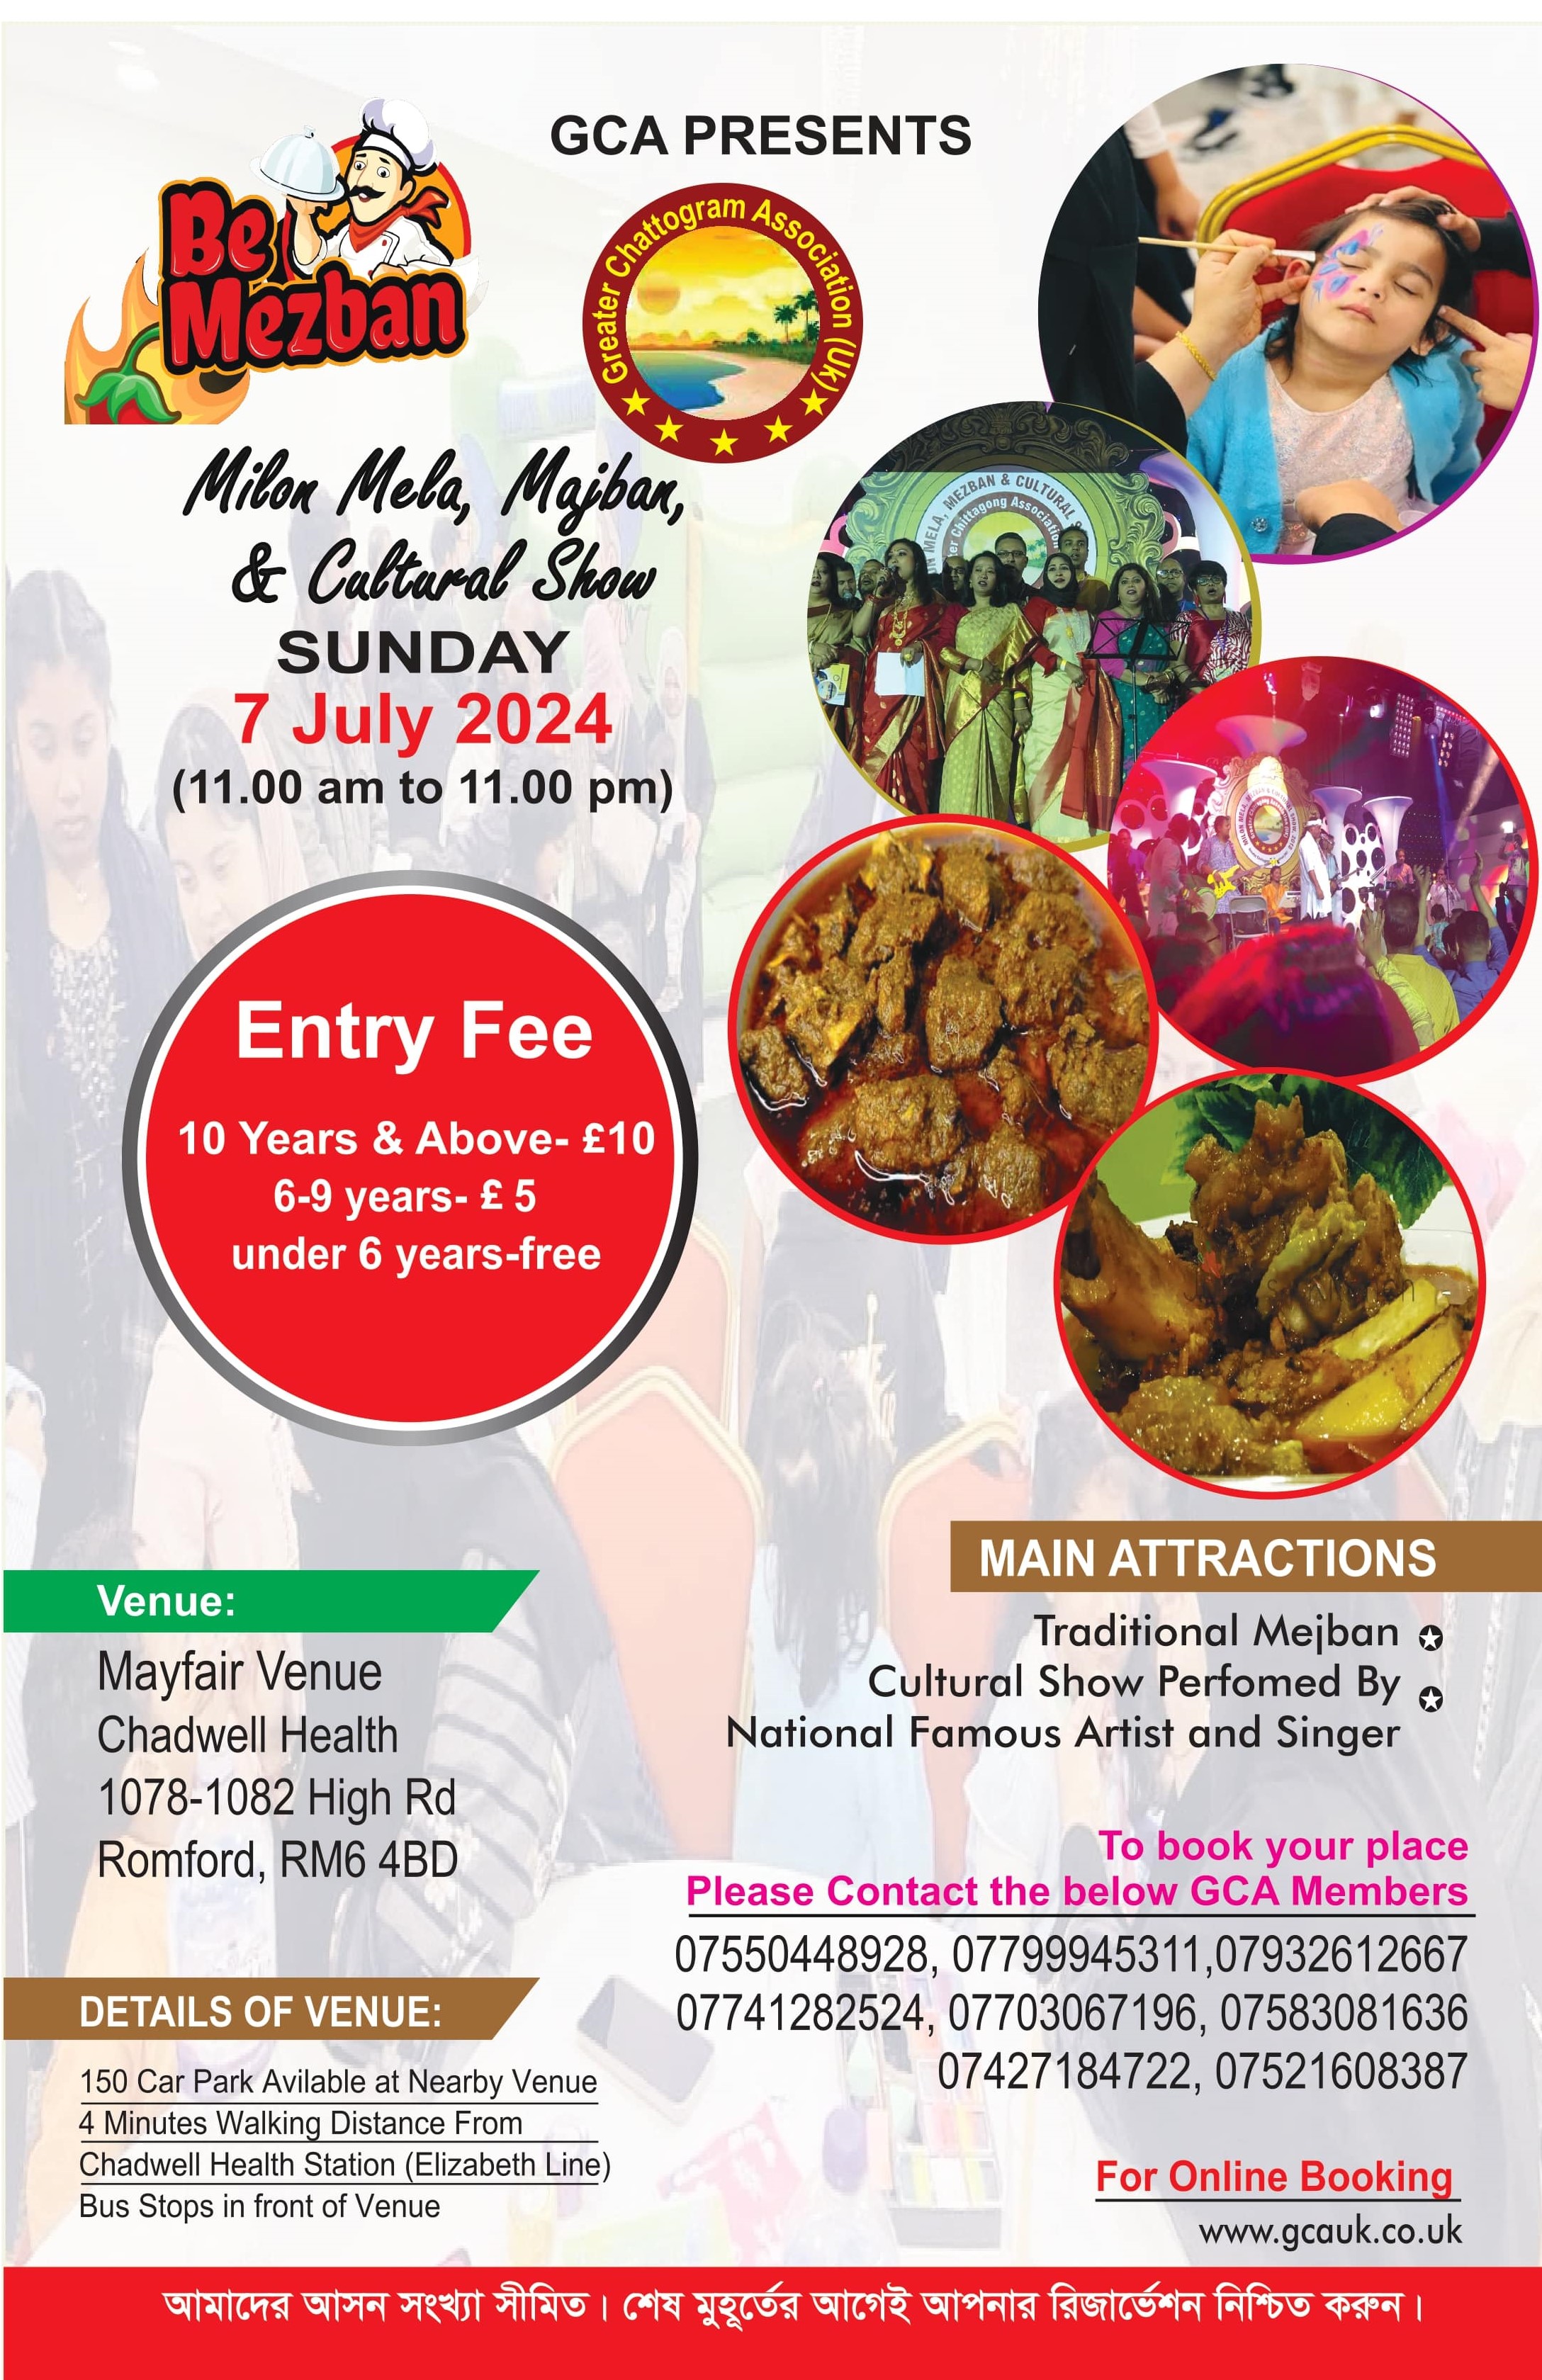 GCA PRESENTS
Be
Mezban
Greater Chattogram Association (Uk)
Milon Mela, Majban,
& Cultural Show
SUNDAY
7 July 2024
(11.00 am to 11.00 pm)
MEZBAN & CULTURAL
Chittagong Association
Entry Fee
10 Years & Above- £10
6-9 years- £ 5
under 6 years-free
MAIN ATTRACTIONS
Traditional Mejban
Cultural Show Perfomed By
National Famous Artist and Singer
Venue:
Mayfair Venue
Chadwell Health
1078-1082 High Rd
Romford, RM6 4BD
To book your place
Please Contact the below GCA Members
07550448928, 07799945311,07932612667
07741282524, 07703067196, 07583081636
07427184722, 07521608387
DETAILS OF VENUE:
150 Car Park Avilable at Nearby Venue
4 Minutes Walking Distance From
Chadwell Health Station (Elizabeth Line)
Bus Stops in front of Venue
For Online Booking
www.gcauk.co.uk
আমাদের আসন সংখ্যা সীমিত। শেষ মুহূর্তের আগেই আপনার রিজার্ভেশন নিশ্চিত করুন।